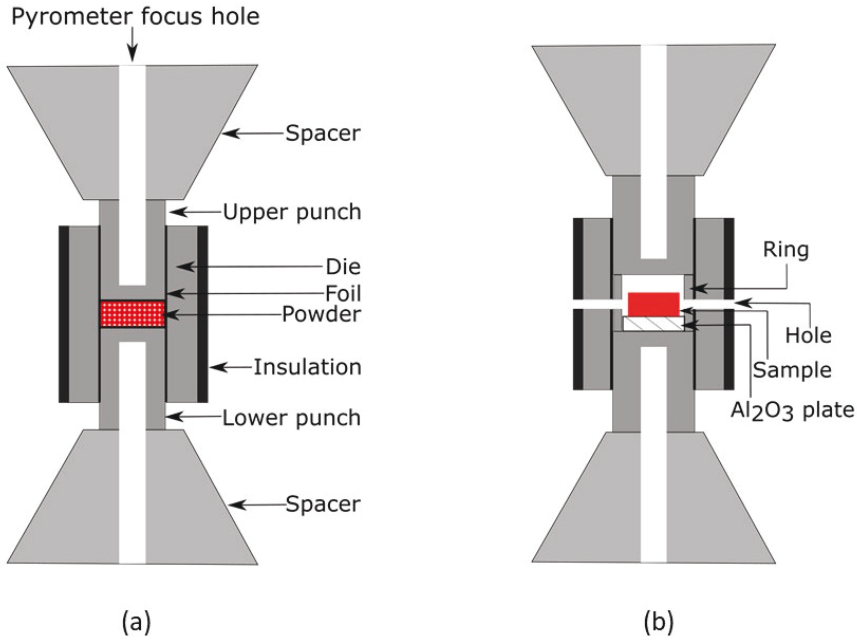 Pyrometer focus hole
Spacer
Upper punch
Die
Foil
Powder
Insulation
Lower punch
Spacer
(a)
Ring
Hole
Sample
Al2O3 plate
(b)